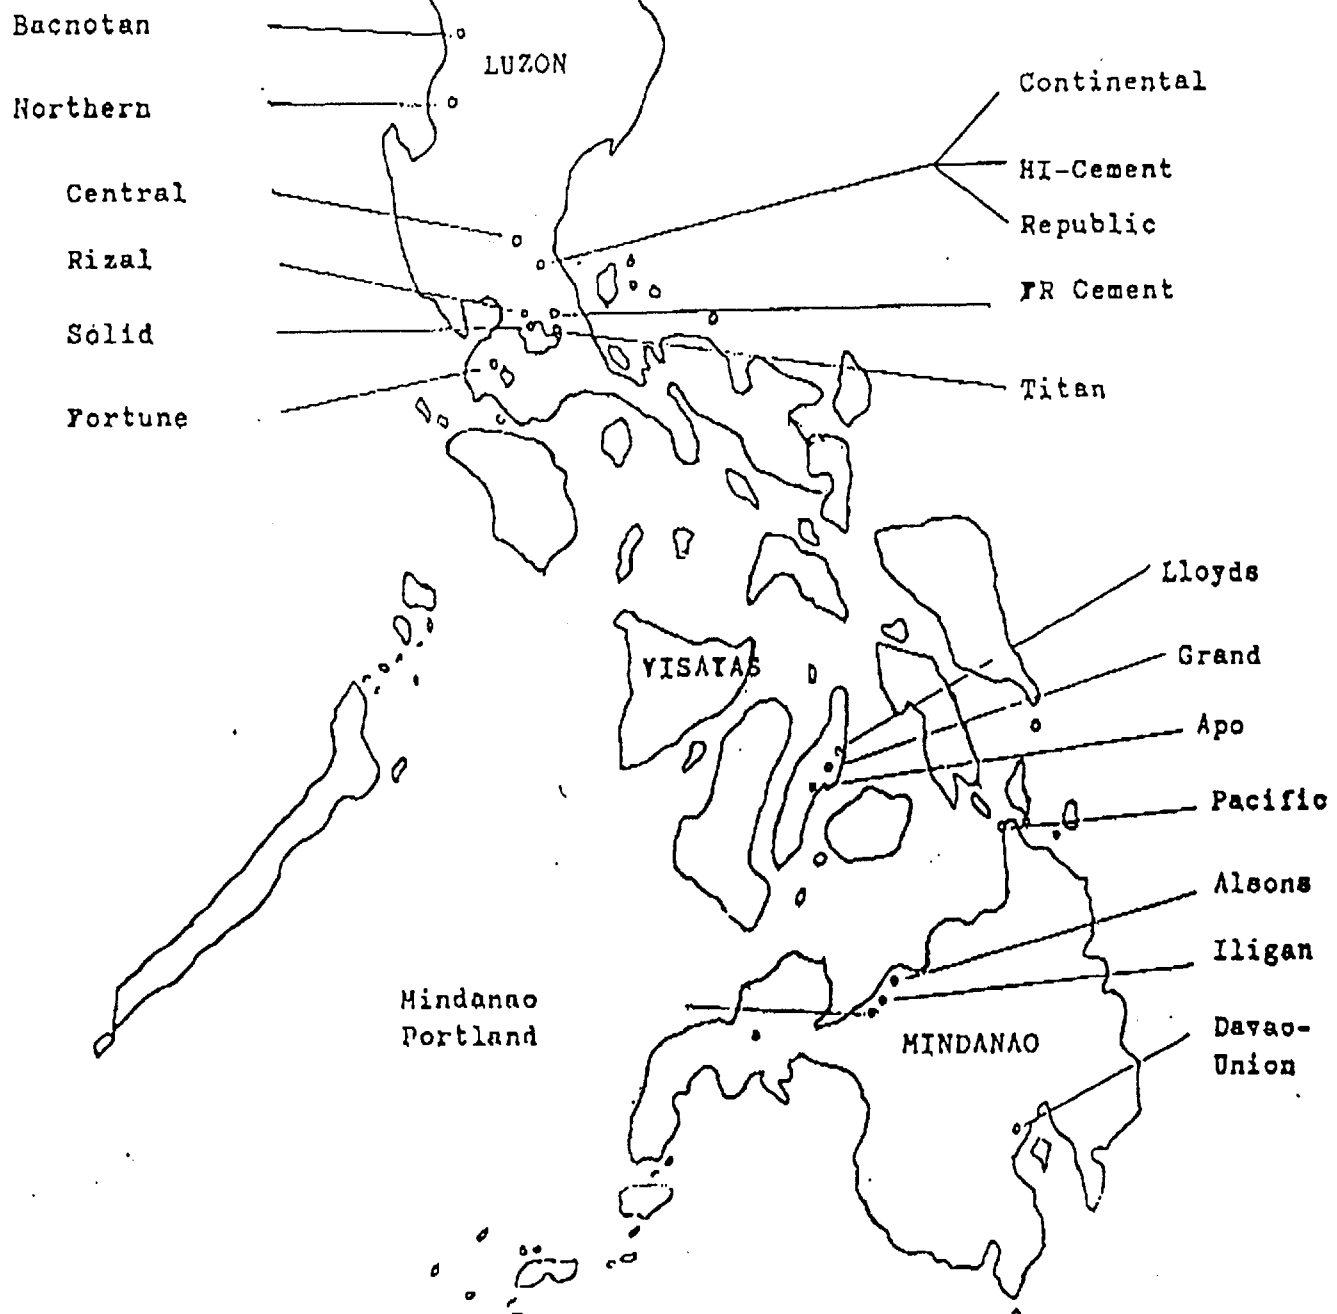 Bacnotan
LUZON
Northern
Continental
HI-Cement
Republic
Central
Rizal
FR Cement
Solid
Titan
Fortune
Lloyds
VISAYAS
Grand
Apo
Pacific
Alsons
Iligan
Mindanao
Portland
MINDANAO
Davao-
Union